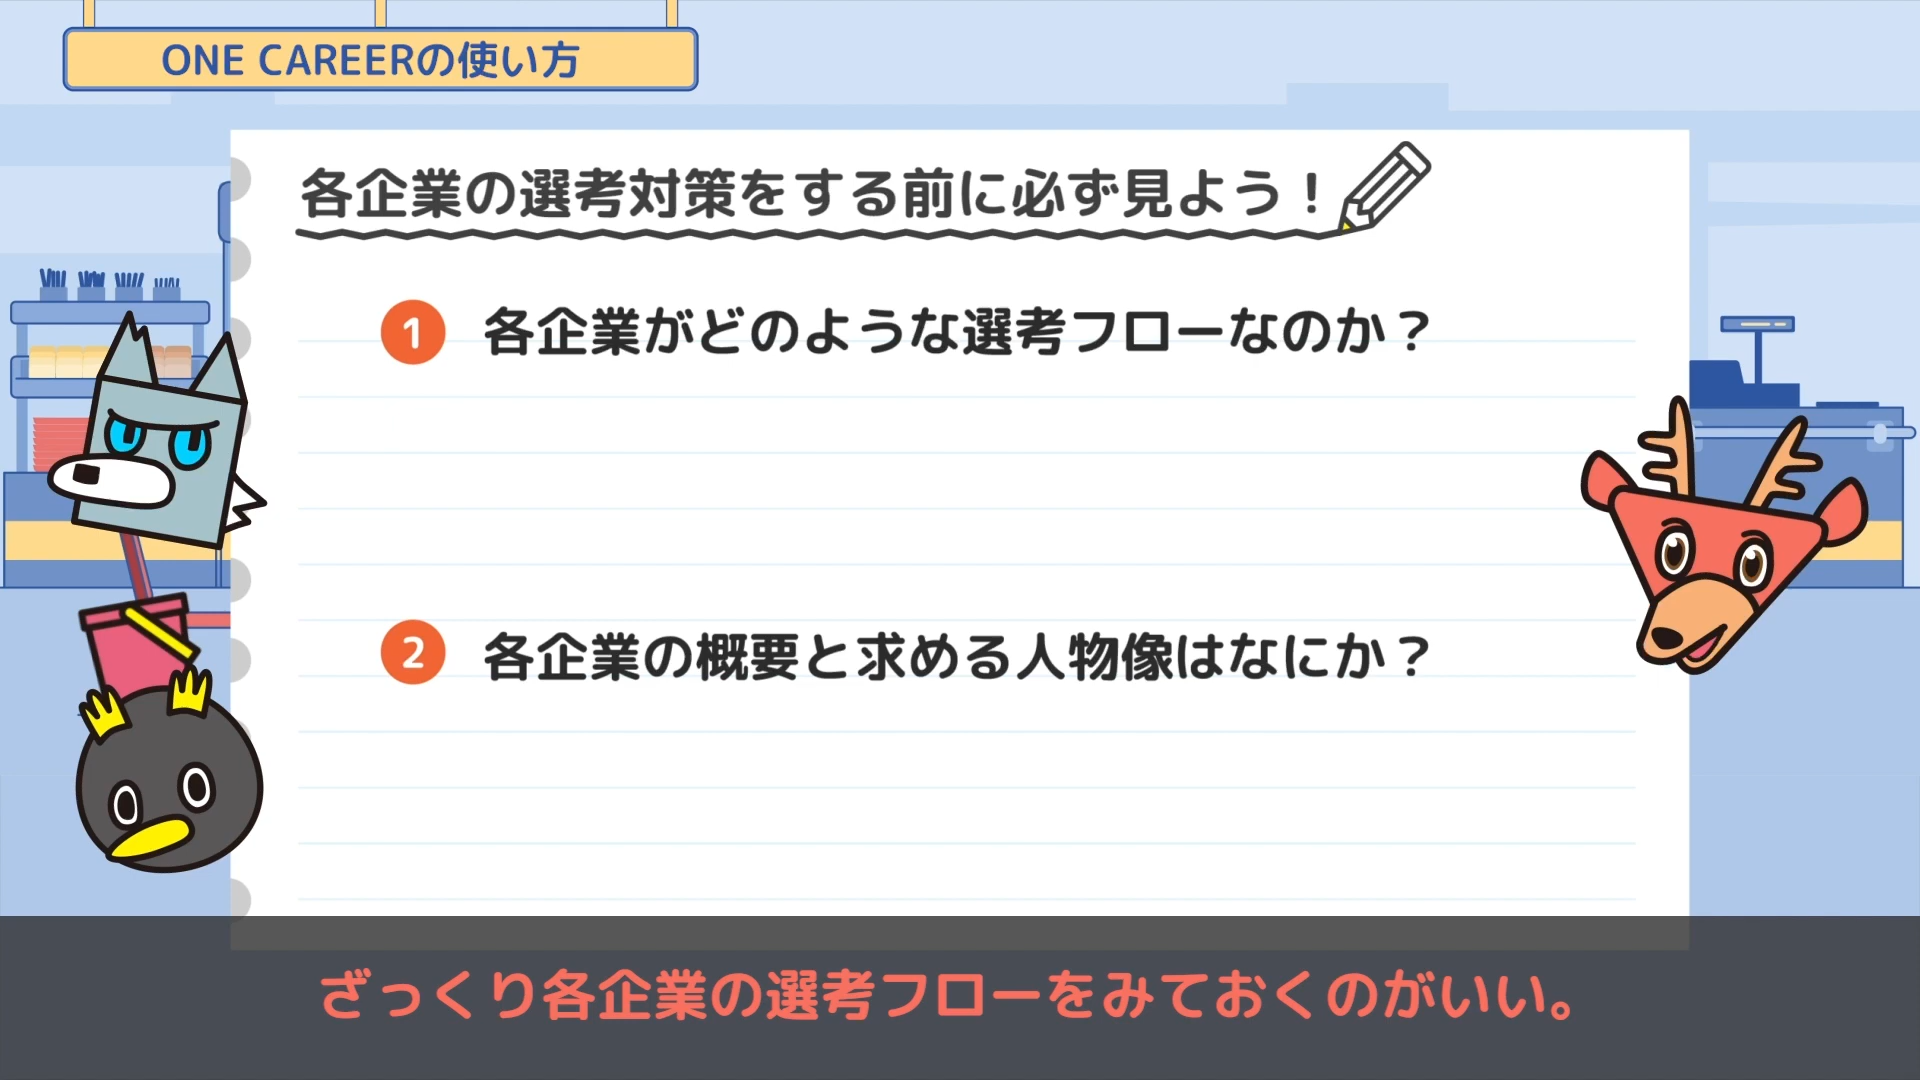 ONE CAREERの使い方
各企業の選考対策をする前に必ず見よう！
1 各企業がどのような選考フローなのか？
2 各企業の概要と求める人物像はなにか？
ざっくり各企業の選考フローをみておくのがいい。